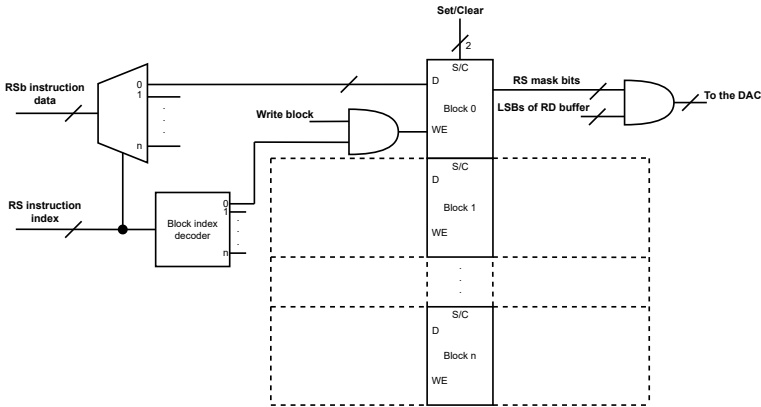 Set/Clear
2
S/C
RSb instruction
data
0
1
.
.
.
n
D
Block 0
WE
RS mask bits
LSBs of RD buffer
To the DAC
Write block
RS instruction
index
Block index
decoder
0
1
.
.
.
n
S/C
D
Block 1
WE
.
.
.
S/C
D
Block n
WE